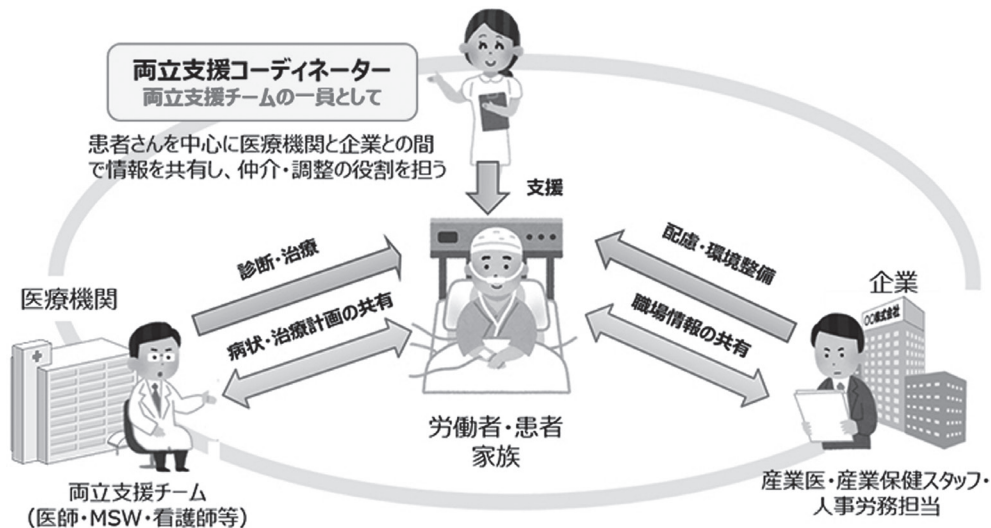 両立支援コーディネーター
両立支援チームの一員として
患者さんを中心に医療機関と企業との間
で情報を共有し、仲介・調整の役割を担う
支援
診断・治療
配慮・環境整備
医療機関
企業
〇〇株式会社
病状・治療計画の共有
職場情報の共有
労働者・患者
家族
両立支援チーム
(医師・MSW・看護師等)
産業医・産業保健スタッフ・
人事労務担当